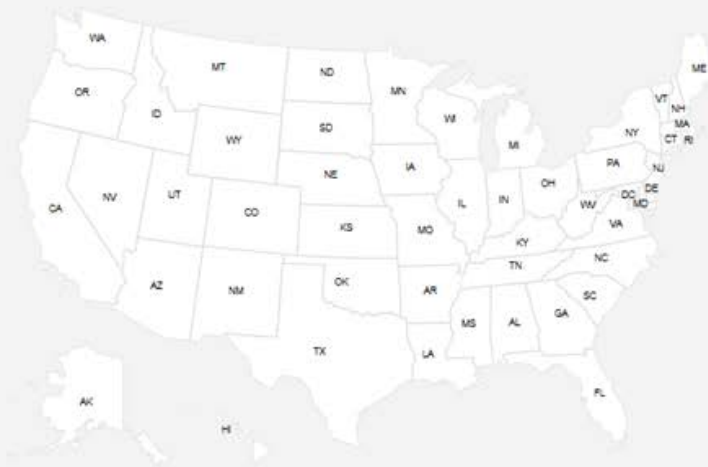 WA
ME
MT
ND
VT
OR
MN
NH
ID
MA
SD
WI
NY
CT
RI
WY
MI
PA
IA
NJ
NE
OH
DE
NV
UT
IL
IN
DC
MD
CA
CO
WV
VA
KS
MO
KY
NC
TN
AZ
OK
NM
AR
SC
GA
MS
AL
TX
LA
FL
AK
HI